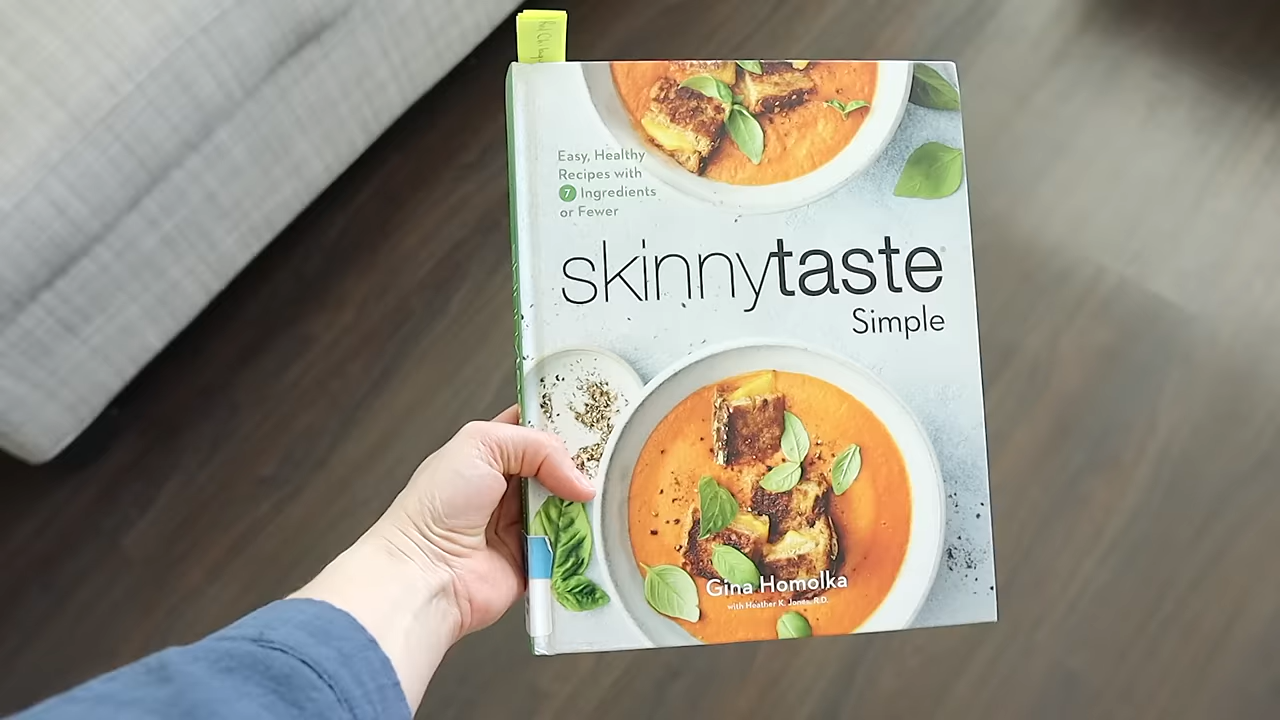 Easy, Healthy
Recipes with
7 Ingredients
or Fewer
skinnytaste®
Simple
Gina Homolka
with Heather K. Jones, R.D.